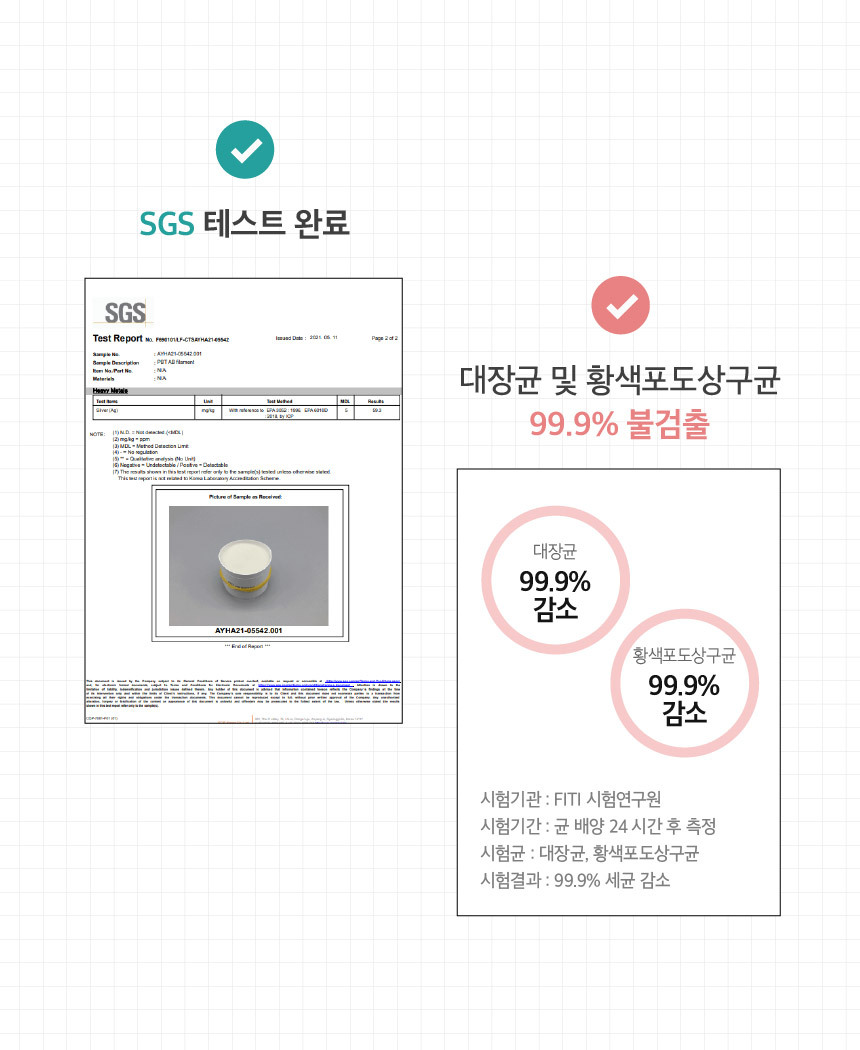 SGS 테스트 완료
SGS
Test Report No. F690101/LF-CTSAYHA21-05542 Issued Date : 2021. 05. 11 Page 2 of 2
Sample No. : AYHA21-05542.001
Sample Description : PBT AB filament
Item No./Part No. : N/A
Materials : N/A
Heavy Metals
Test Items Unit Test Method MDL Results
Silver (Ag) mg/kg With reference to EPA 3052 : 1996, EPA 6010D : 2018, by ICP 5
NOTE : (1) N.D. = Not detected (<MDL)
(2) mg/kg = ppm
(3) MDL = Method Detection Limit
(4) - = No regulation
(5) ** = Qualitative analysis (No Unit)
(6) Negative = Undetectable / Positive = Detectable
(7) The results shown in this test report refer only to the sample(s) tested unless otherwise stated.
This test report is not related to Korea Laboratory Accreditation Scheme.
Picture of Sample as Received:
AYHA21-05542.001
*** End of Report ***
대장균 및 황색포도상구균
99.9% 불검출
대장균
99.9%
감소
황색포도상구균
99.9%
감소
시험기관 : FITI 시험연구원
시험기간 : 균 배양 24 시간 후 측정
시험균 : 대장균, 황색포도상구균
시험결과 : 99.9% 세균 감소